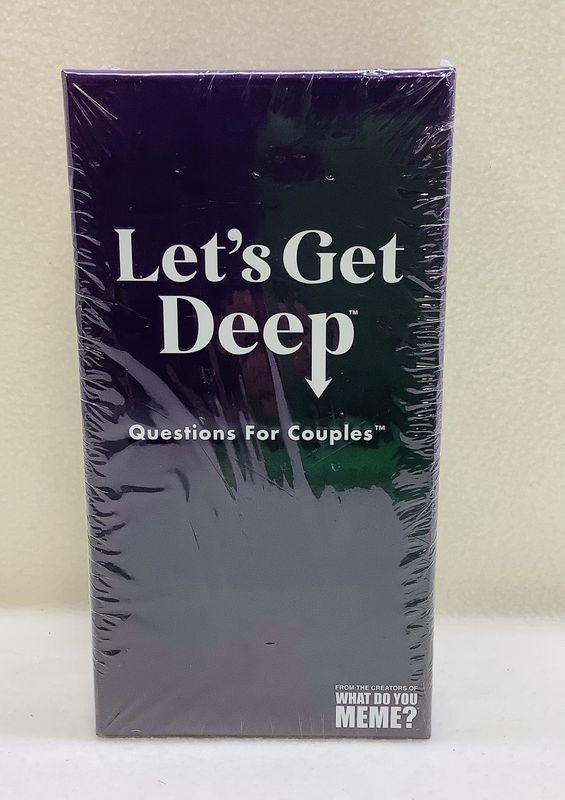 Let's Get
Deep™
Questions For Couples™
FROM THE CREATORS OF
WHAT DO YOU
MEME?